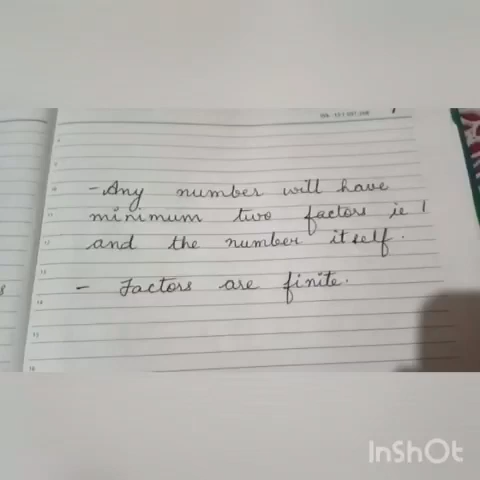 - Any number will have
minimum two factors ie 1
and the number itself.
- Factors are finite.
InShOt